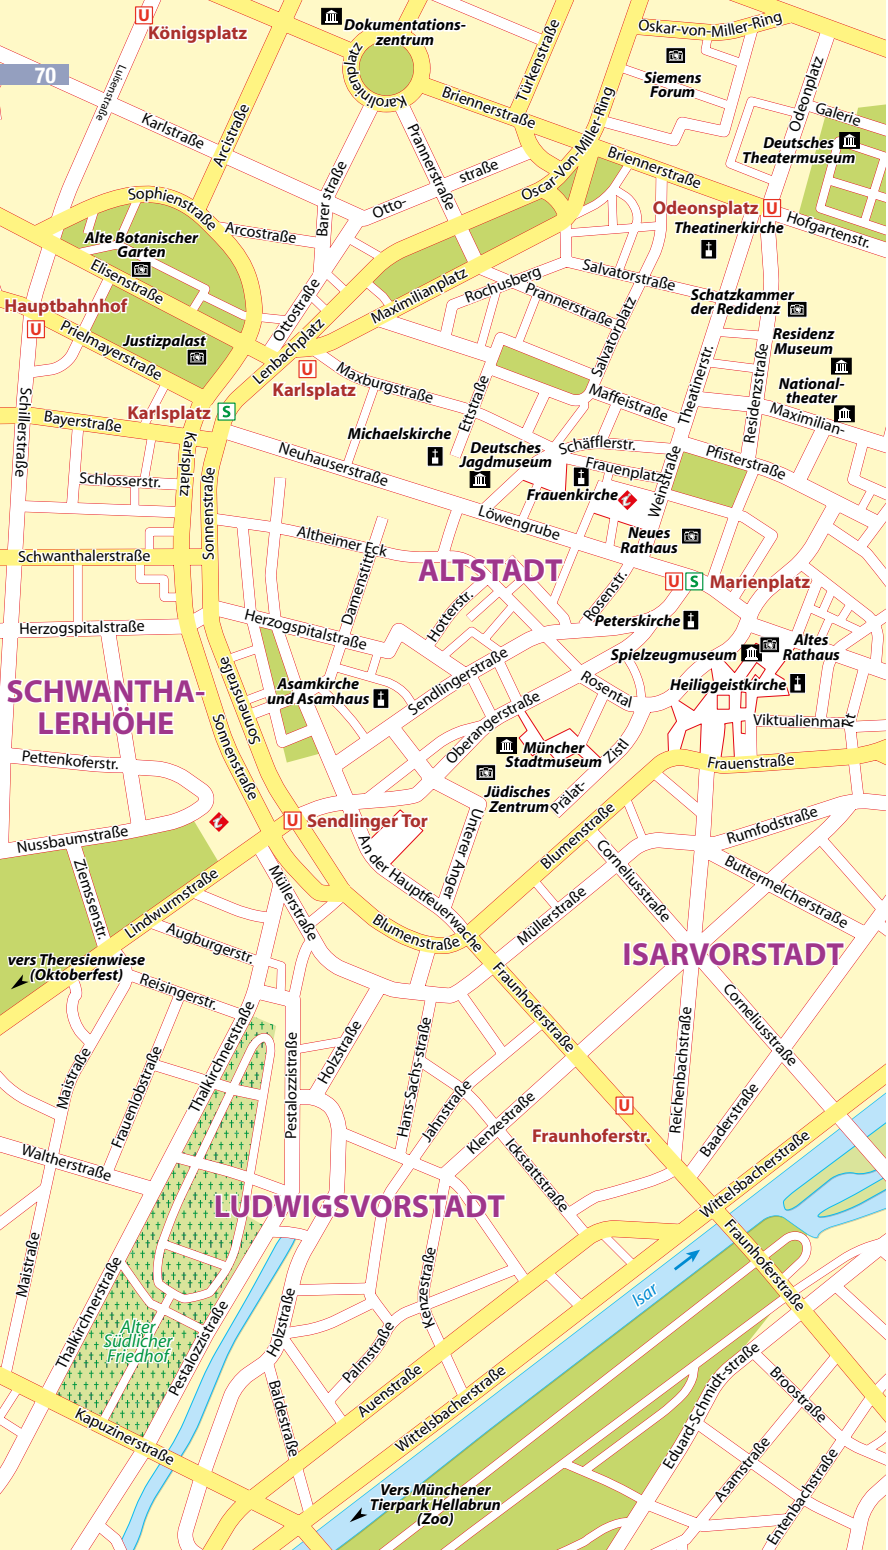 Königsplatz
Dokumentations-
zentrum
Oskar-von-Miller-Ring
Siemens
Forum
70
Luisenstraße
Karlstraße
Arcistraße
Karolinenplatz
Briennerstraße
Türkenstraße
Prannerstraße
Oscar-Von-Miller-Ring
Odeonplatz
Galerie
Deutsches
Theatermuseum
Briennerstraße
Barer straße
Otto-
straße
Sophienstraße
Arcostraße
Odeonsplatz
U
Theatinerkirche
Hofgartenstr.
Alte Botanischer
Garten
Elisenstraße
Ottostraße
Maximilianplatz
Rochusberg
Salvatorstraße
Prannerstraße
Salvatorplatz
Schatzkammer
der Redidenz
Hauptbahnhof
U
Prielmayerstraße
Justizpalast
Lenbachplatz
U
Karlsplatz
Karlsplatz
S
Maxburgstraße
Ettstraße
Maffeistraße
Theatinerstr.
Residenzstraße
Residenz
Museum
National-
theater
Maximilian-
Schillerstraße
Bayerstraße
Karlsplatz
Sonnenstraße
Michaelskirche
Neuhauserstraße
Deutsches
Jagdmuseum
Schäfflerstr.
Frauenplatz
Frauenkirche
Weinstraße
Pfisterstraße
Schlosserstr.
Löwengrube
Neues
Rathaus
Altheimer Eck
Damenstift
Schwanthalerstraße
ALTSTADT
U
S
Marienplatz
Herzogspitalstraße
Herzogspitalstraße
Hotterstr.
Rosenstr.
Peterskirche
Spielzeugmuseum
Altes
Rathaus
Heiliggeistkirche
SCHWANTHA-
LERHÖHE
Sonnenstraße
Sonnenstraße
Asamkirche
und Asamhaus
Sendlingerstraße
Rosental
Oberangerstraße
Viktualienmarkt
Pettenkoferstr.
Müncher
Stadtmuseum
Zistl
Prälat-
Jüdisches
Zentrum
Frauenstraße
Nussbaumstraße
U
Sendlinger Tor
An der Hauptfeuerwache
Unterer Anger
Blumenstraße
Rumfodstraße
Buttermelcherstraße
Ziemssenstr.
Lindwurmstraße
Müllerstraße
Blumenstraße
Müllerstraße
Corneliusstraße
ISARVORSTADT
vers Theresienwiese
(Oktoberfest)
Augburgerstr.
Reisingerstr.
Fraunhoferstraße
Corneliusstraße
Maistraße
Frauenlobstraße
Thalkirchnerstraße
Pestalozzistraße
Holzstraße
Hans-Sachs-straße
Jahnstraße
Klenzestraße
U
Fraunhoferstr.
Reichenbachstraße
Baaderstraße
Ickstattstraße
Waltherstraße
Wittelsbacherstraße
LUDWIGSVORSTADT
Fraunhoferstraße
Maistraße
Thalkirchnerstraße
Alter
Südlicher
Friedhof
Pestalozzistraße
Holzstraße
Kenzestraße
Isar
Palmstraße
Auenstraße
Wittelsbacherstraße
Baldestraße
Eduard-Schmidt-straße
Broostraße
Kapuzinerstraße
Asamstraße
Entenbachstraße
Vers Münchener
Tierpark Hellabrun
(Zoo)